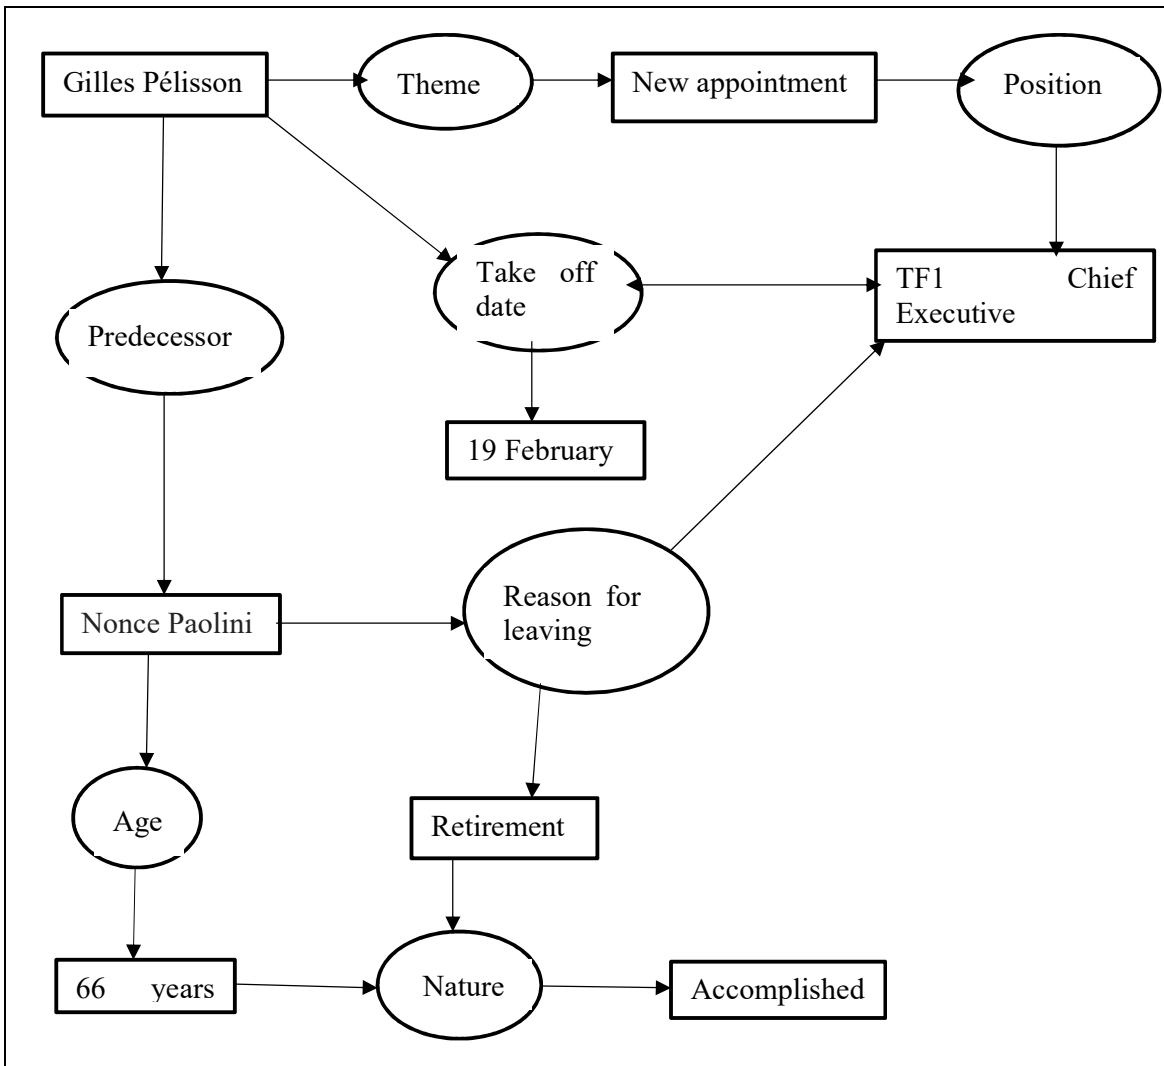 Gilles Pélisson
Theme
New appointment
Position
Take off
date
TF1 Chief
Executive
Predecessor
19 February
Reason for
leaving
Nonce Paolini
Age
Retirement
66 years
Nature
Accomplished